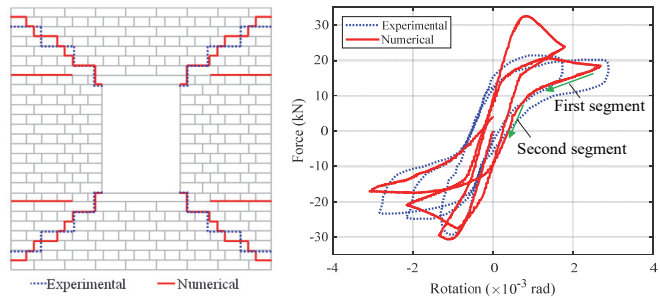 Experimental
Numerical
Experimental
Numerical
First segment
Second segment
Force (kN)
30
20
10
0
-10
-20
-30
-4
-2
0
2
4
Rotation (×10⁻³ rad)